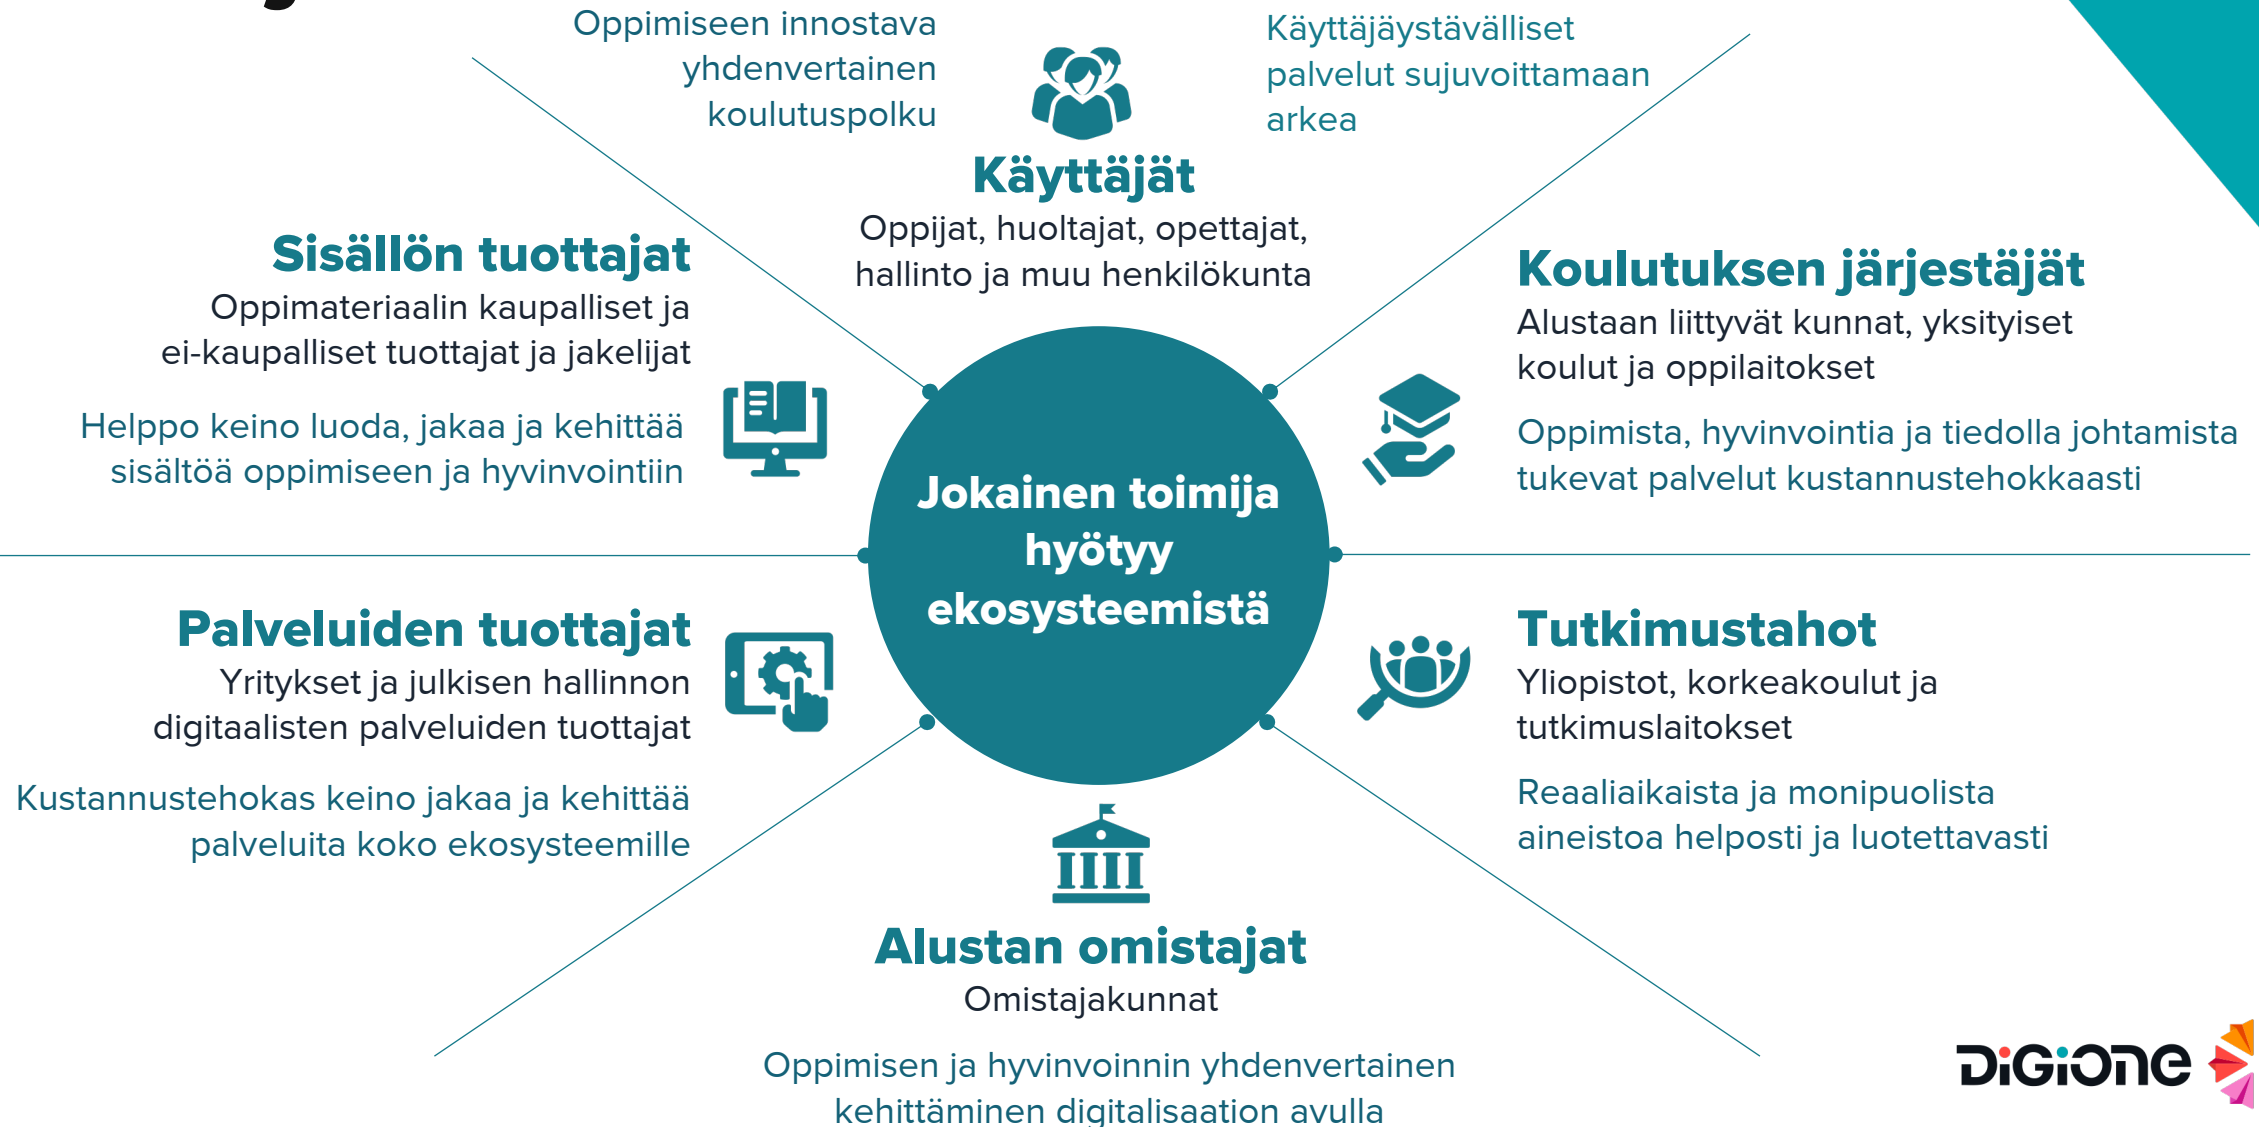 Oppimiseen innostava
yhdenvertainen
koulutuspolku
Käyttäjäystävälliset
palvelut sujuvoittamaan
arkea
Käyttäjät
Oppijat, huoltajat, opettajat,
hallinto ja muu henkilökunta
Sisällön tuottajat
Oppimateriaalin kaupalliset ja
ei-kaupalliset tuottajat ja jakelijat
Helppo keino luoda, jakaa ja kehittää
sisältöä oppimiseen ja hyvinvointiin
Koulutuksen järjestäjät
Alustaan liittyvät kunnat, yksityiset
koulut ja oppilaitokset
Oppimista, hyvinvointia ja tiedolla johtamista
tukevat palvelut kustannustehokkaasti
Jokainen toimija
hyötyy
ekosysteemistä
Palveluiden tuottajat
Yritykset ja julkisen hallinnon
digitaalisten palveluiden tuottajat
Kustannustehokas keino jakaa ja kehittää
palveluita koko ekosysteemille
Tutkimustahot
Yliopistot, korkeakoulut ja
tutkimuslaitokset
Reaaliaikaista ja monipuolista
aineistoa helposti ja luotettavasti
Alustan omistajat
Omistajakunnat
Oppimisen ja hyvinvoinnin yhdenvertainen
kehittäminen digitalisaation avulla
DiGiOne